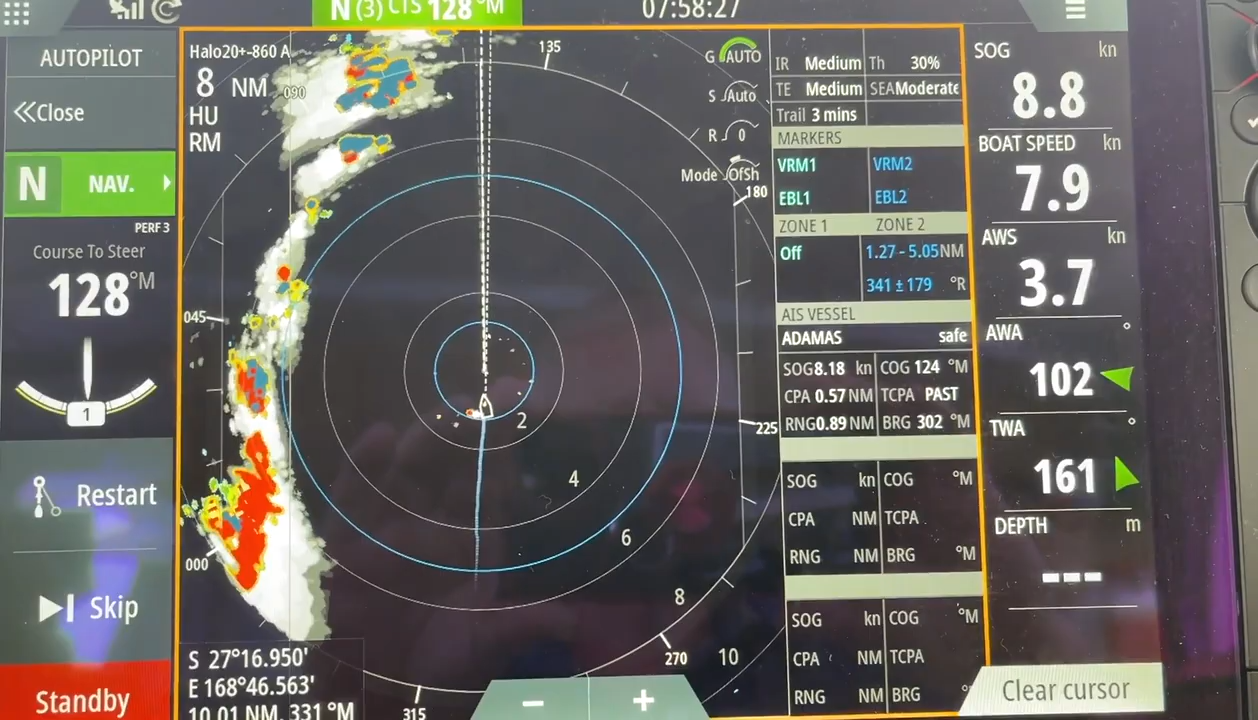 N (3) CTS 128 °M
07:58:27
AUTOPILOT
Close
N NAV.
PERF 3
Course To Steer
128°M
1
Restart
Skip
Standby
Halo20+-860 A
8 NM
HU
RM
135
090
045
000
180
225
270
315
2
4
6
8
10
S 27°16.950'
E 168°46.563'
10.01 NM, 331 °M
G AUTO
S Auto
R 0
Mode OfSh
IR Medium Th 30%
TE Medium SEA Moderate
Trail 3 mins
MARKERS
VRM1 VRM2
EBL1 EBL2
ZONE 1 ZONE 2
Off 1.27 - 5.05NM
341 ± 179 °R
AIS VESSEL
ADAMAS safe
SOG 8.18 kn COG 124 °M
CPA 0.57 NM TCPA PAST
RNG 0.89 NM BRG 302 °M
SOG kn COG °M
CPA NM TCPA
RNG NM BRG °M
SOG kn COG °M
CPA NM TCPA
RNG NM BRG °
SOG kn
8.8
BOAT SPEED kn
7.9
AWS kn
3.7
AWA °
102
TWA °
161
DEPTH m
---
Clear cursor
− +